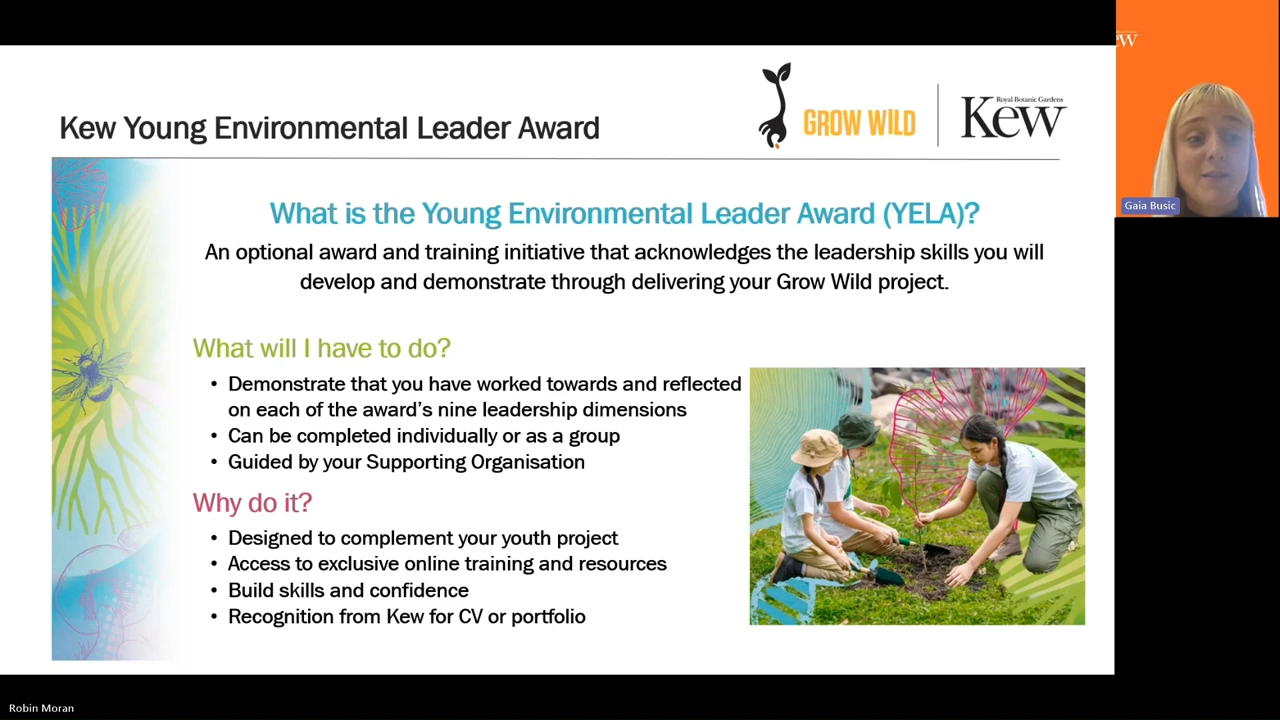 Kew Young Environmental Leader Award
GROW WILD
Royal Botanic Gardens
Kew
ew
What is the Young Environmental Leader Award (YELA)?
An optional award and training initiative that acknowledges the leadership skills you will
develop and demonstrate through delivering your Grow Wild project.
What will I have to do?
• Demonstrate that you have worked towards and reflected
on each of the award's nine leadership dimensions
• Can be completed individually or as a group
• Guided by your Supporting Organisation
Why do it?
• Designed to complement your youth project
• Access to exclusive online training and resources
• Build skills and confidence
• Recognition from Kew for CV or portfolio
Gaia Busic
Robin Moran